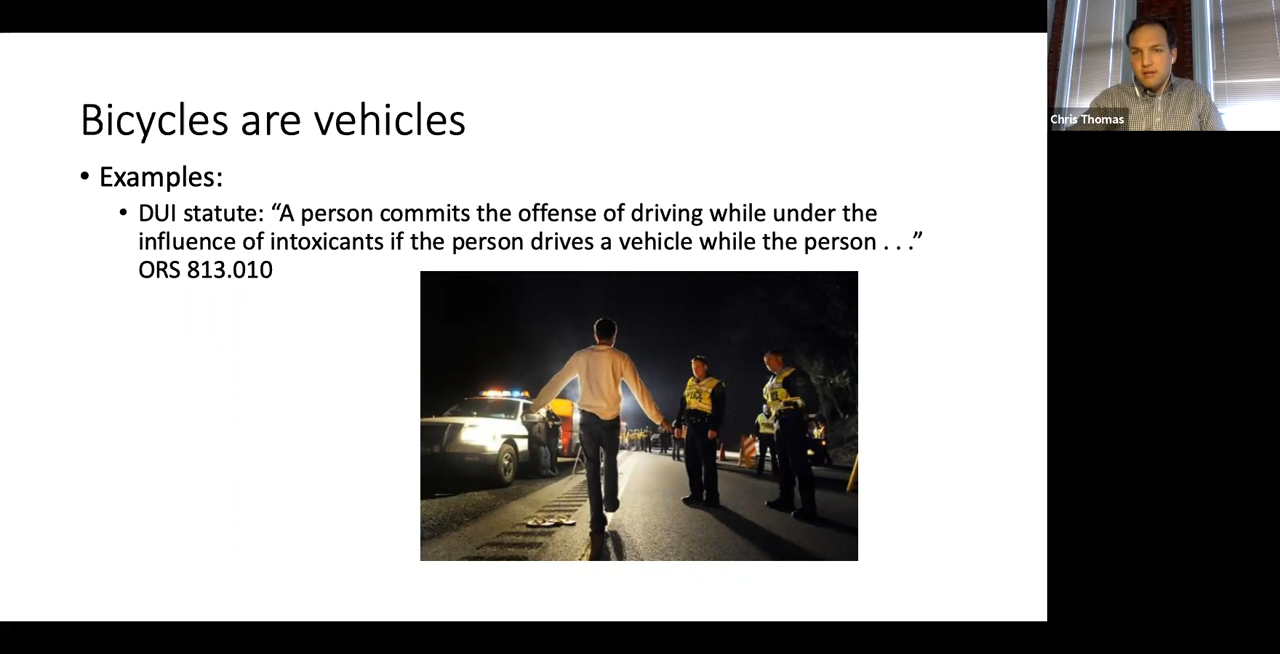 Bicycles are vehicles
• Examples:
• DUI statute: “A person commits the offense of driving while under the
influence of intoxicants if the person drives a vehicle while the person . . .”
ORS 813.010
POLICE
Chris Thomas